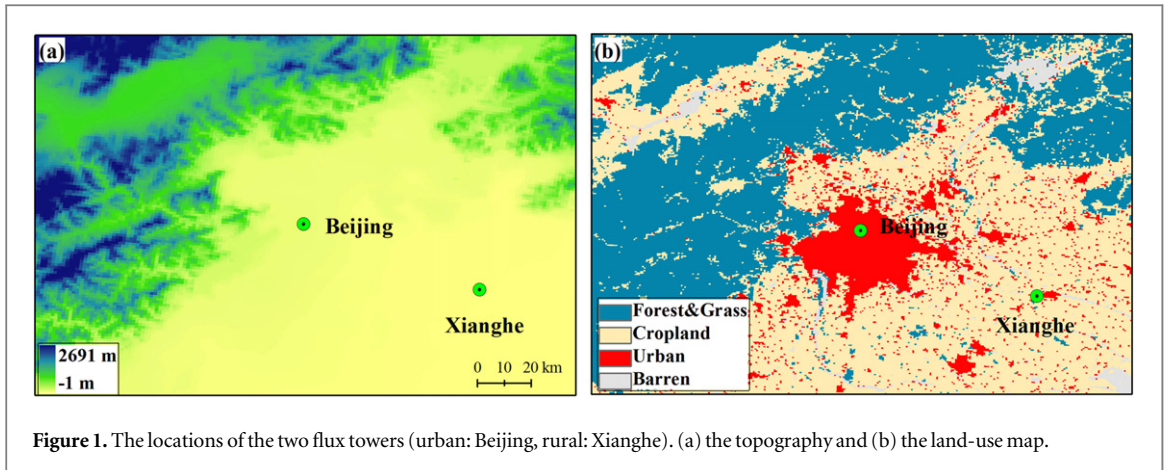 (a)
Beijing
Xianghe
2691 m
-1 m
0 10 20 km
(b)
Beijing
Xianghe
Forest&Grass
Cropland
Urban
Barren
Figure 1. The locations of the two flux towers (urban: Beijing, rural: Xianghe). (a) the topography and (b) the land-use map.